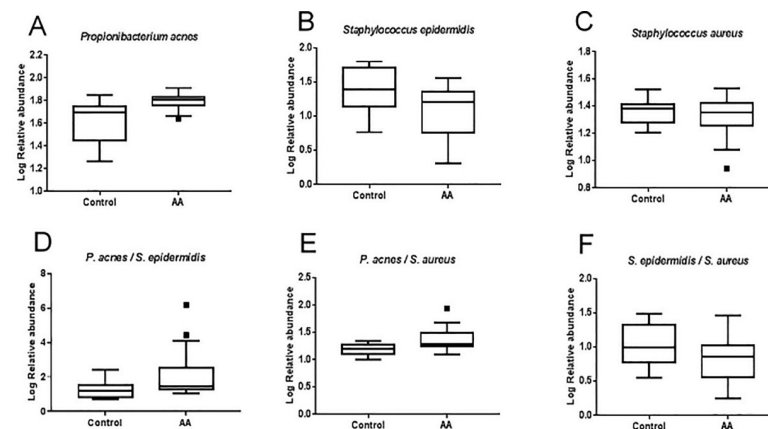 A
Propionibacterium acnes
Log Relative abundance
2.2
2.0
1.8
1.6
1.4
1.2
1.0
Control
AA
B
Staphylococcus epidermidis
Log Relative abundance
2.0
1.5
1.0
0.5
0.0
Control
AA
C
Staphylococcus aureus
Log Relative abundance
1.8
1.6
1.4
1.2
1.0
0.8
Control
AA
D
P. acnes / S. epidermidis
Log Relative abundance
8
6
4
2
0
Control
AA
E
P. acnes / S. aureus
Log Relative abundance
2.5
2.0
1.5
1.0
0.5
0.0
Control
AA
F
S. epidermidis / S. aureus
Log Relative abundance
2.0
1.5
1.0
0.5
0.0
Control
AA